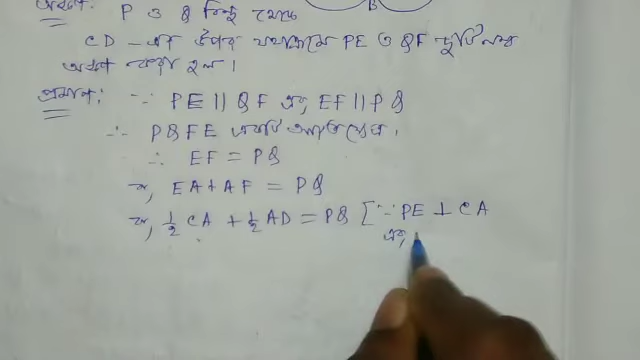 অঙ্কন: P ও Q বিন্দু থেকে
B
CD-এর উপর যথাক্রমে PE ও QF দুটি লম্ব
অঙ্কন করা হল।
প্রমাণ: ∵ PE || QF এবং, EF || PQ
∴ PQFE একটি আয়তক্ষেত্র।
∴ EF = PQ
বা, EA + AF = PQ
বা, ½ CA + ½ AD = PQ [∵ PE ⊥ CA
এবং,